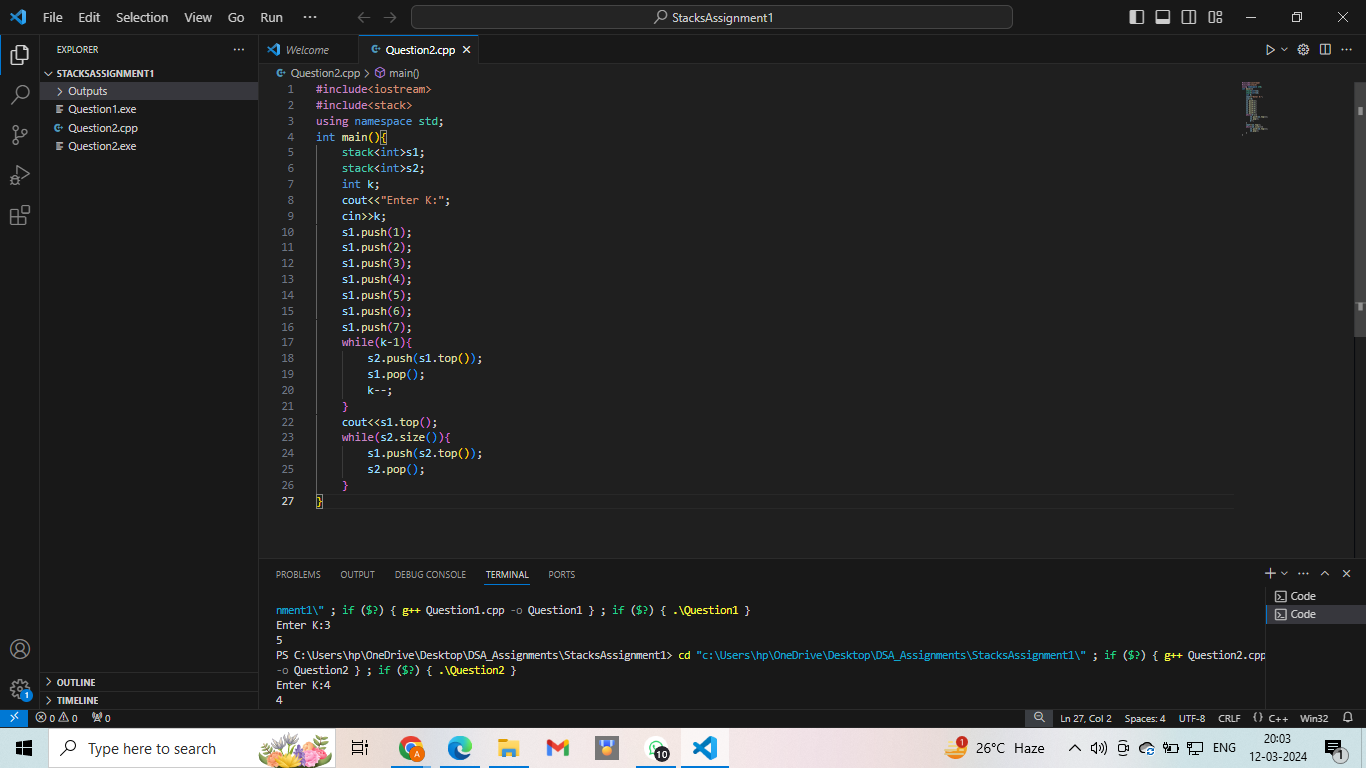 File Edit Selection View Go Run ··· StacksAssignment1
EXPLORER ···
STACKSASSIGNMENT1
Outputs
Question1.exe
Question2.cpp
Question2.exe
OUTLINE
TIMELINE
Welcome Question2.cpp
Question2.cpp > main()
1 #include<iostream>
2 #include<stack>
3 using namespace std;
4 int main(){
5 stack<int>s1;
6 stack<int>s2;
7 int k;
8 cout<<"Enter K:";
9 cin>>k;
10 s1.push(1);
11 s1.push(2);
12 s1.push(3);
13 s1.push(4);
14 s1.push(5);
15 s1.push(6);
16 s1.push(7);
17 while(k-1){
18 s2.push(s1.top());
19 s1.pop();
20 k--;
21 }
22 cout<<s1.top();
23 while(s2.size()){
24 s1.push(s2.top());
25 s2.pop();
26 }
27 }
PROBLEMS OUTPUT DEBUG CONSOLE TERMINAL PORTS
nment1\" ; if ($?) { g++ Question1.cpp -o Question1 } ; if ($?) { .\Question1 }
Enter K:3
5
PS C:\Users\hp\OneDrive\Desktop\DSA_Assignments\StacksAssignment1> cd "c:\Users\hp\OneDrive\Desktop\DSA_Assignments\StacksAssignment1\" ; if ($?) { g++ Question2.cpp
-o Question2 } ; if ($?) { .\Question2 }
Enter K:4
4
Code
Code
1
0 0 0 Ln 27, Col 2 Spaces: 4 UTF-8 CRLF {} C++ Win32
Type here to search A 10 1 26°C Haze ENG 20:03
12-03-2024 1